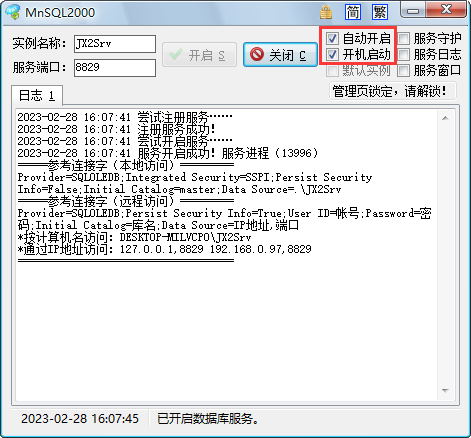 MnSQL2000
简
繁
实例名称: JX2Srv
服务端口: 8829
开启 S
关闭 C
自动开启
开机启动
默认实例
服务守护
服务日志
服务窗口
日志 1
管理页锁定，请解锁！
2023-02-28 16:07:41 尝试注册服务……
2023-02-28 16:07:41 注册服务成功！
2023-02-28 16:07:41 尝试开启服务……
2023-02-28 16:07:41 服务开启成功！服务进程（13996）
═════参考连接字（本地访问）═════════
Provider=SQLOLEDB;Integrated Security=SSPI;Persist Security
Info=False;Initial Catalog=master;Data Source=.\JX2Srv
═════参考连接字（远程访问）═════════
Provider=SQLOLEDB;Persist Security Info=True;User ID=帐号;Password=密
码;Initial Catalog=库名;Data Source=IP地址,端口
*按计算机名访问: DESKTOP-MILVCPO\JX2Srv
*通过IP地址访问: 127.0.0.1,8829 192.168.0.97,8829
═══════════════════════════
2023-02-28 16:07:45
已开启数据库服务。